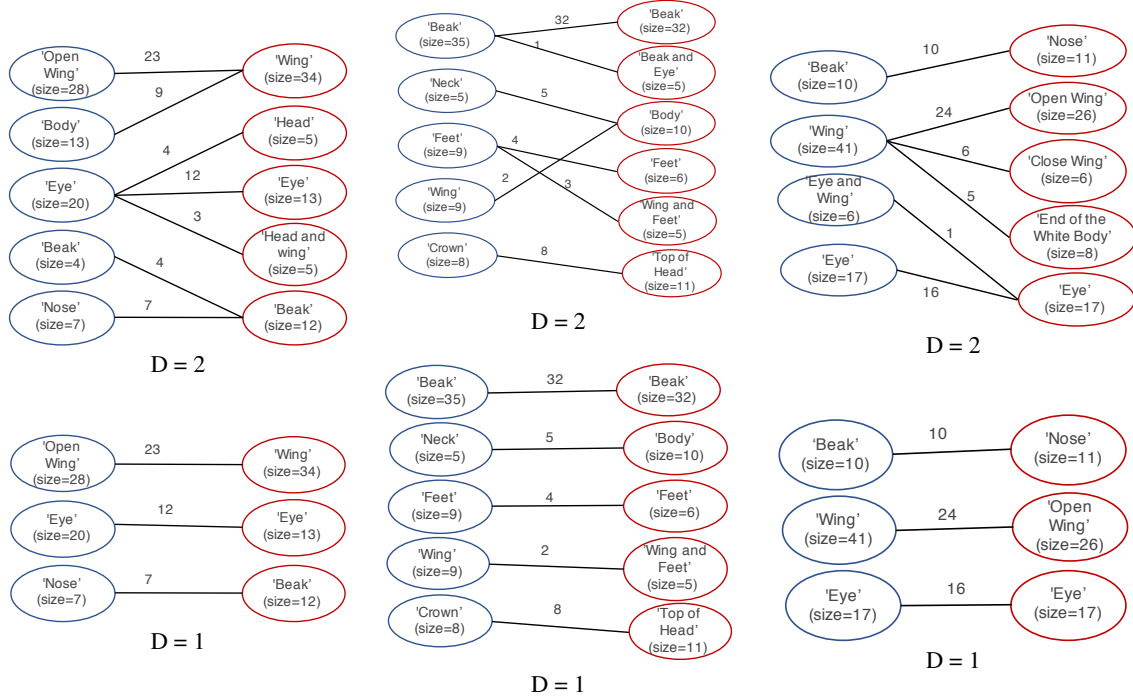 'Open
Wing'
(size=28)
23
'Wing'
(size=34)
9
'Body'
(size=13)
'Head'
(size=5)
4
'Eye'
(size=20)
12
'Eye'
(size=13)
3
'Head and
wing'
(size=5)
'Beak'
(size=4)
4
'Nose'
(size=7)
7
'Beak'
(size=12)
D = 2
'Beak'
(size=35)
32
'Beak'
(size=32)
1
'Beak and
Eye'
(size=5)
'Neck'
(size=5)
5
'Body'
(size=10)
'Feet'
(size=9)
4
'Feet'
(size=6)
'Wing'
(size=9)
2
3
'Wing and
Feet'
(size=5)
'Crown'
(size=8)
8
'Top of
Head'
(size=11)
D = 2
'Beak'
(size=10)
10
'Nose'
(size=11)
'Wing'
(size=41)
24
'Open Wing'
(size=26)
6
'Close Wing'
(size=6)
'Eye and
Wing'
(size=6)
5
'End of the
White Body'
(size=8)
1
'Eye'
(size=17)
16
'Eye'
(size=17)
D = 2
'Open
Wing'
(size=28)
23
'Wing'
(size=34)
'Eye'
(size=20)
12
'Eye'
(size=13)
'Nose'
(size=7)
7
'Beak'
(size=12)
D = 1
'Beak'
(size=35)
32
'Beak'
(size=32)
'Neck'
(size=5)
5
'Body'
(size=10)
'Feet'
(size=9)
4
'Feet'
(size=6)
'Wing'
(size=9)
2
'Wing and
Feet'
(size=5)
'Crown'
(size=8)
8
'Top of
Head'
(size=11)
D = 1
'Beak'
(size=10)
10
'Nose'
(size=11)
'Wing'
(size=41)
24
'Open
Wing'
(size=26)
'Eye'
(size=17)
16
'Eye'
(size=17)
D = 1